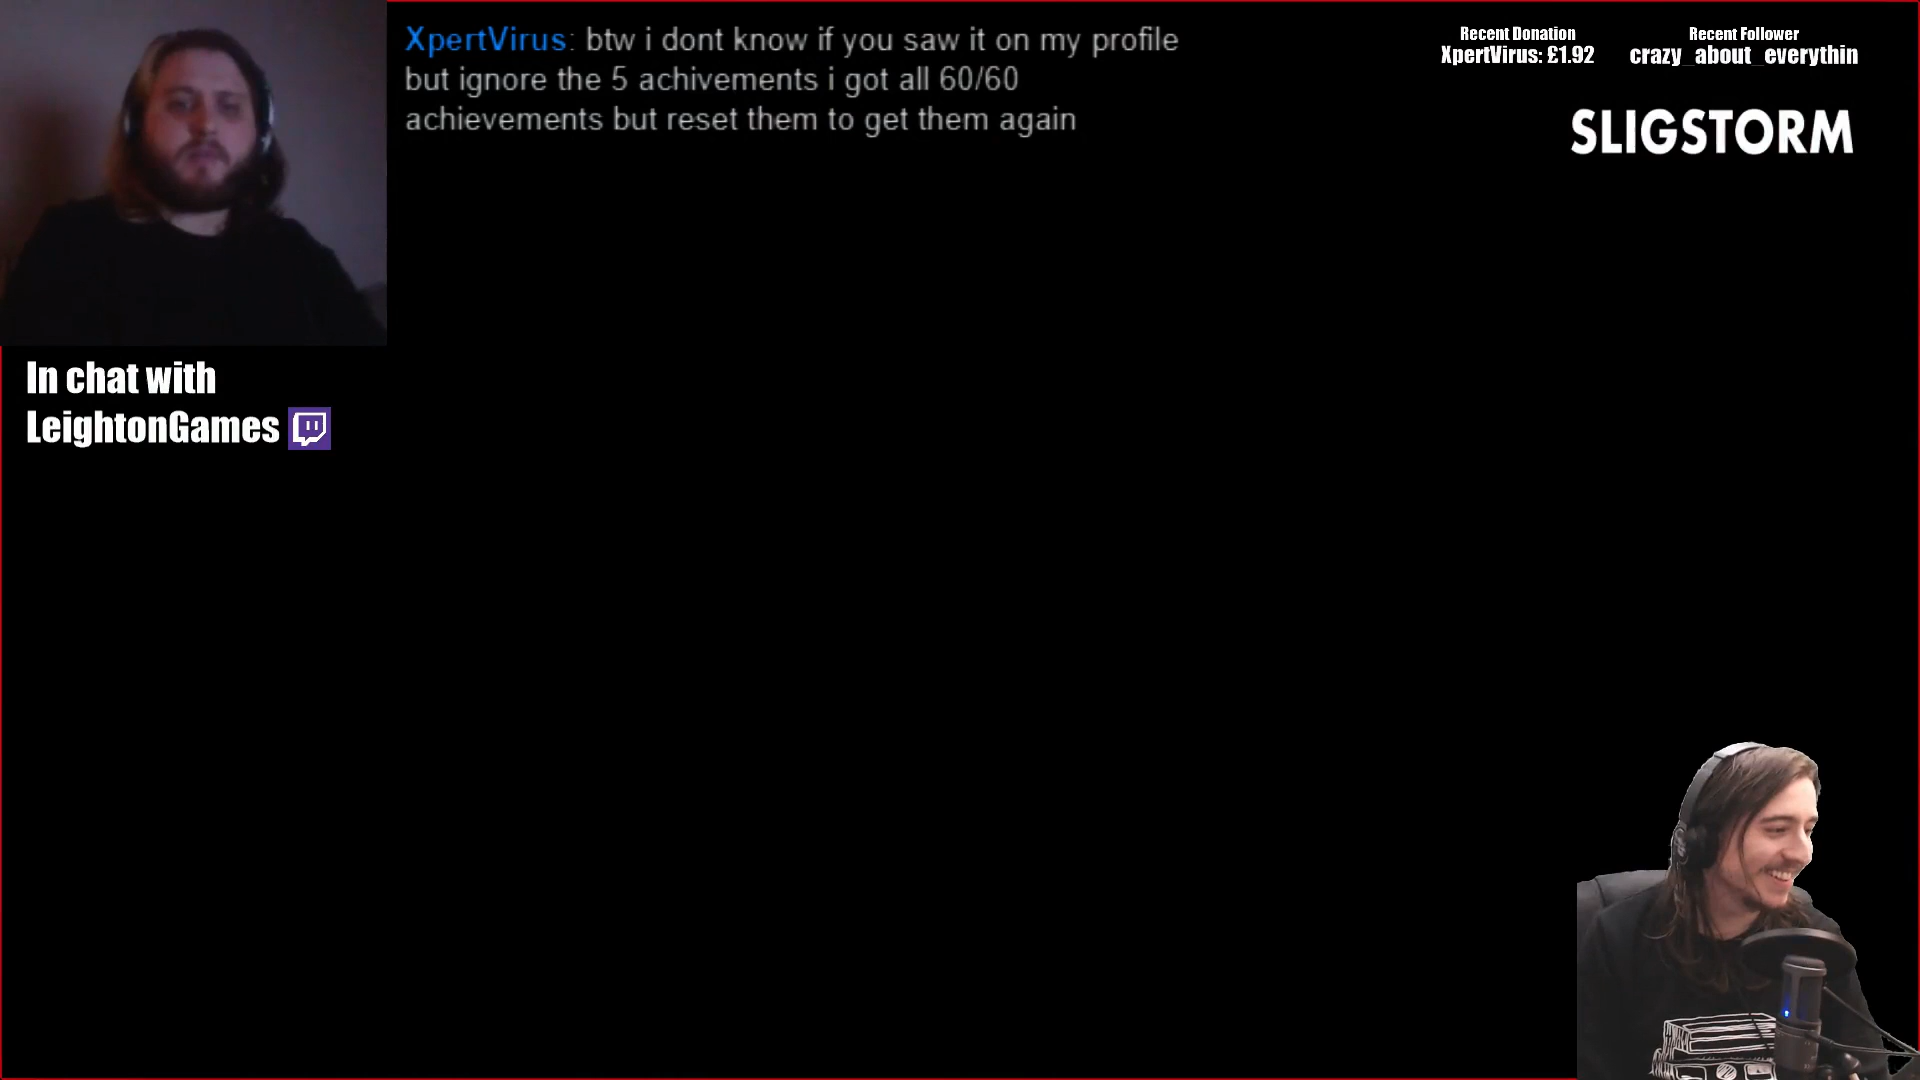 XpertVirus: btw i dont know if you saw it on my profile
but ignore the 5 achivements i got all 60/60
achievements but reset them to get them again
Recent Donation
XpertVirus: £1.92
Recent Follower
crazy_about_everythin
SLIGSTORM
In chat with
LeightonGames